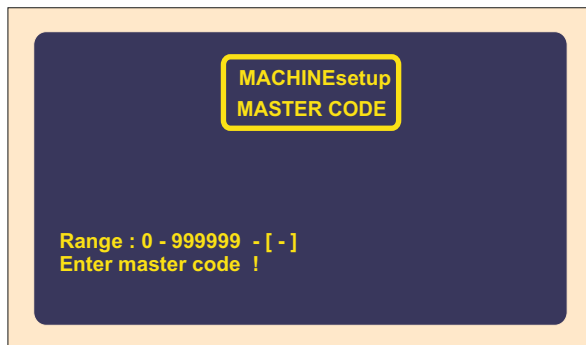 MACHINEsetup
MASTER CODE
Range : 0 - 999999 - [ - ]
Enter master code !